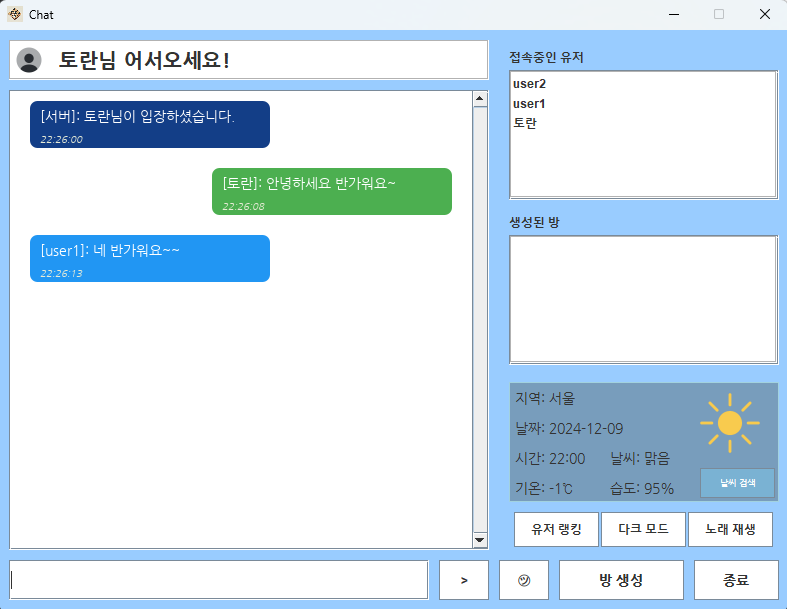 Chat
토란님 어서오세요!
[서버]: 토란님이 입장하셨습니다.
22:26:00
[토란]: 안녕하세요 반가워요~
22:26:08
[user1]: 네 반가워요~~
22:26:13
>
접속중인 유저
user2
user1
토란
생성된 방
지역: 서울
날짜: 2024-12-09
시간: 22:00 날씨: 맑음
기온: -1℃ 습도: 95%
날씨 검색
유저 랭킹 다크 모드 노래 재생
방 생성 종료